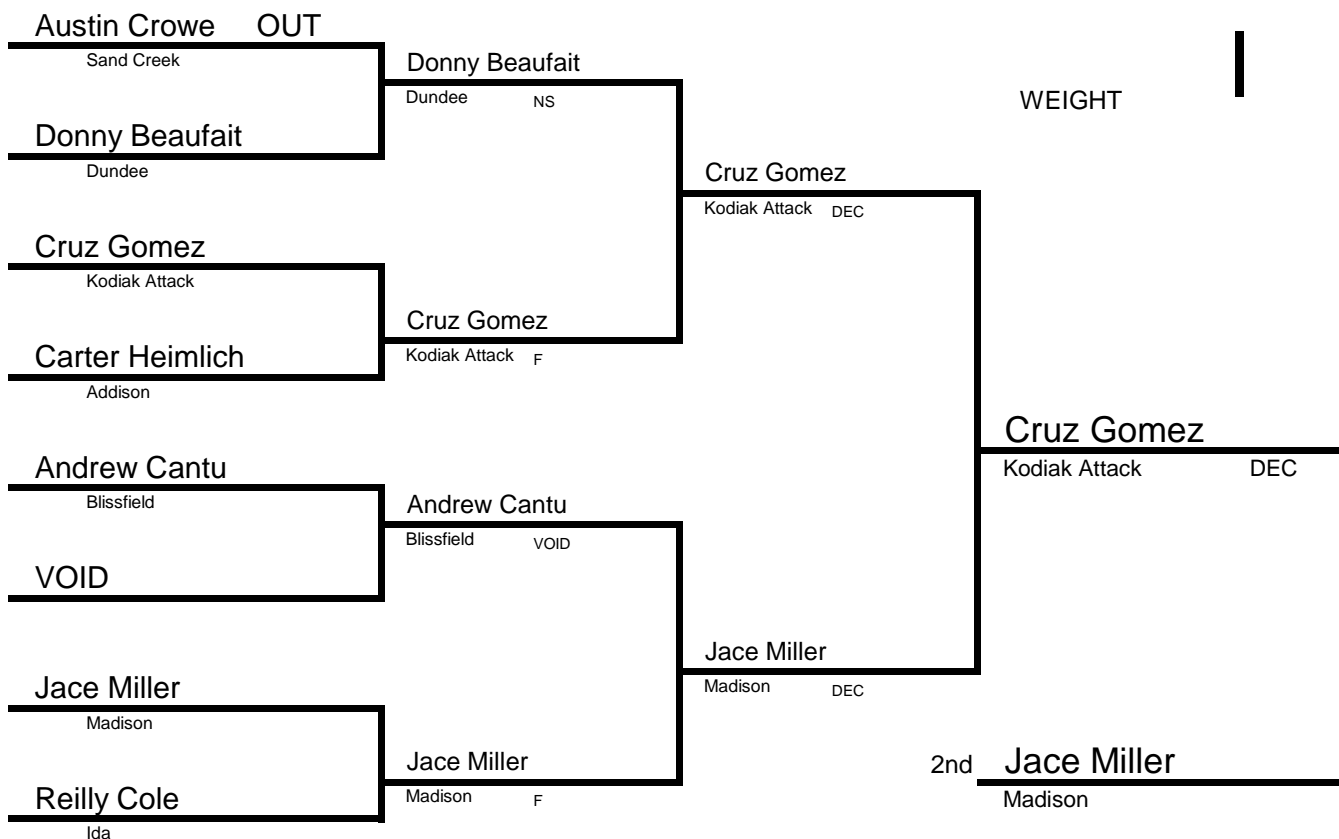 Austin Crowe OUT
Sand Creek
Donny Beaufait
Dundee NS
WEIGHT
Donny Beaufait
Dundee
Cruz Gomez
Kodiak Attack DEC
Cruz Gomez
Kodiak Attack
Cruz Gomez
Kodiak Attack F
Carter Heimlich
Addison
Cruz Gomez
Kodiak Attack DEC
Andrew Cantu
Blissfield
Andrew Cantu
Blissfield VOID
VOID
Jace Miller
Madison DEC
Jace Miller
Madison
Jace Miller
Madison F
2nd Jace Miller
Madison
Reilly Cole
Ida